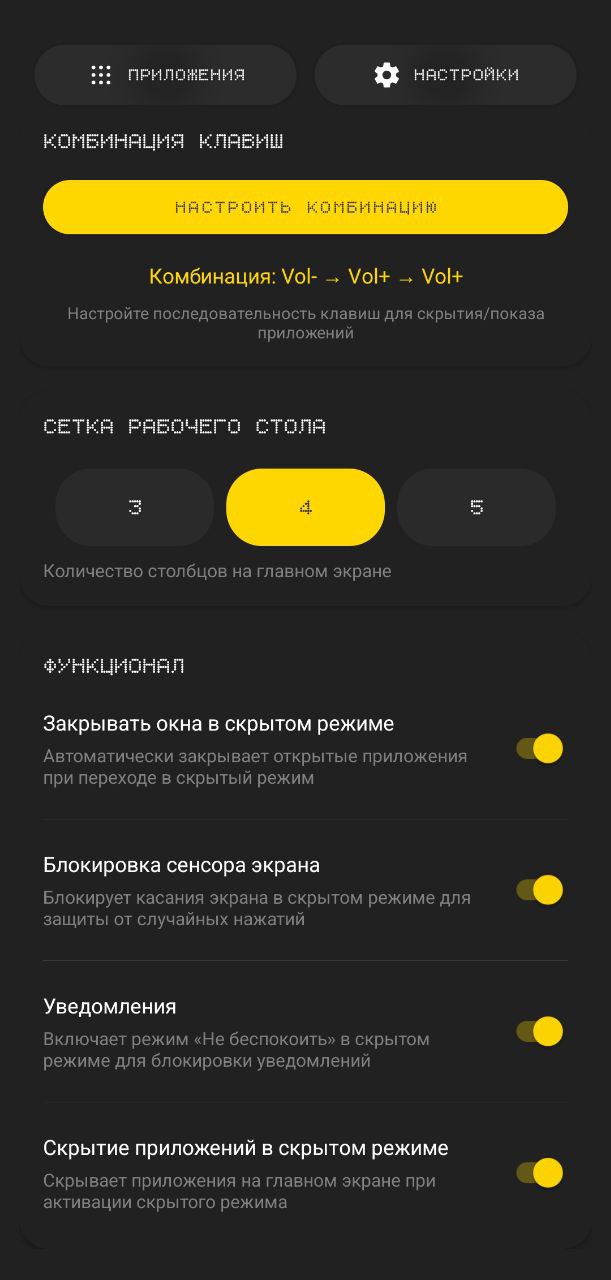 ПРИЛОЖЕНИЯ
НАСТРОЙКИ
КОМБИНАЦИЯ КЛАВИШ
НАСТРОИТЬ КОМБИНАЦИЮ
Комбинация: Vol- → Vol+ → Vol+
Настройте последовательность клавиш для скрытия/показа
приложений
СЕТКА РАБОЧЕГО СТОЛА
3
4
5
Количество столбцов на главном экране
ФУНКЦИОНАЛ
Закрывать окна в скрытом режиме
Автоматически закрывает открытые приложения
при переходе в скрытый режим
Блокировка сенсора экрана
Блокирует касания экрана в скрытом режиме для
защиты от случайных нажатий
Уведомления
Включает режим «Не беспокоить» в скрытом
режиме для блокировки уведомлений
Скрытие приложений в скрытом режиме
Скрывает приложения на главном экране при
активации скрытого режима